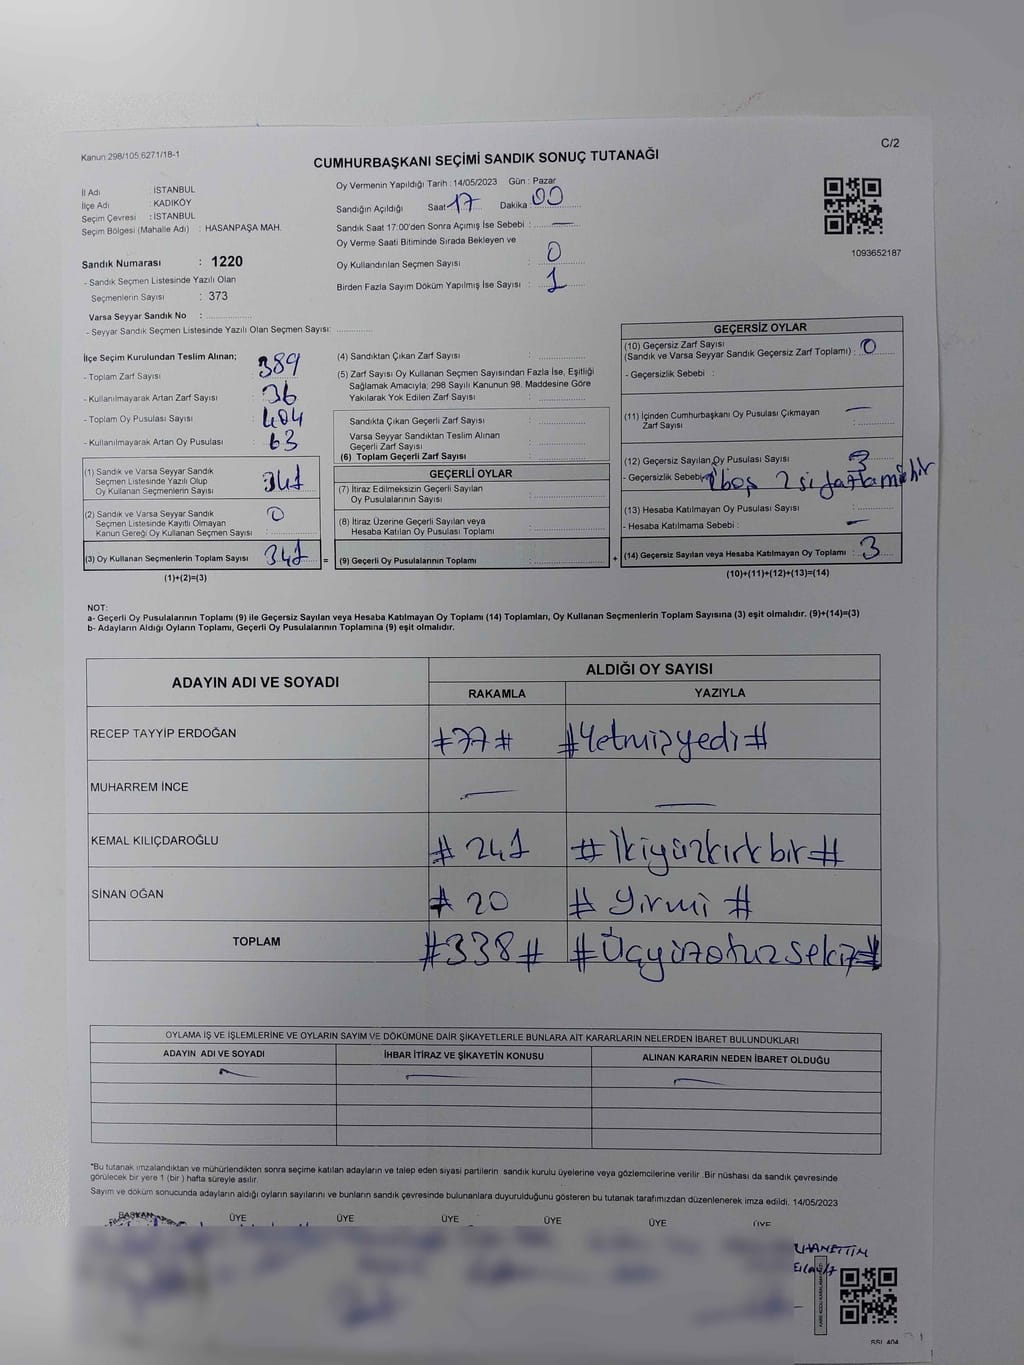 Kanun 298/105 6271/18-1
C/2
CUMHURBAŞKANI SEÇİMİ SANDIK SONUÇ TUTANAĞI
İl Adı : İSTANBUL
İlçe Adı : KADIKÖY
Seçim Çevresi : İSTANBUL
Seçim Bölgesi (Mahalle Adı) : HASANPAŞA MAH.
Sandık Numarası : 1220
- Sandık Seçmen Listesinde Yazılı Olan
Seçmenlerin Sayısı : 373
Varsa Seyyar Sandık No :
- Seyyar Sandık Seçmen Listesinde Yazılı Olan Seçmen Sayısı:
Oy Vermenin Yapıldığı Tarih : 14/05/2023 Gün : Pazar
Sandığın Açıldığı Saat : 17 Dakika : 00
Sandık Saat 17:00'den Sonra Açımış İse Sebebi : —
Oy Verme Saati Bitiminde Sırada Bekleyen ve
Oy Kullandırılan Seçmen Sayısı : 0
Birden Fazla Sayım Döküm Yapılmış İse Sayısı : 1
1093652187
İlçe Seçim Kurulundan Teslim Alınan;
- Toplam Zarf Sayısı : 389
- Kullanılmayarak Artan Zarf Sayısı : 36
- Toplam Oy Pusulası Sayısı : 404
- Kullanılmayarak Artan Oy Pusulası : 63
(1) Sandık ve Varsa Seyyar Sandık
Seçmen Listesinde Yazılı Olup
Oy Kullanan Seçmenlerin Sayısı : 341
(2) Sandık ve Varsa Seyyar Sandık
Seçmen Listesinde Kayıtlı Olmayan
Kanun Gereği Oy Kullanan Seçmen Sayısı : 0
(3) Oy Kullanan Seçmenlerin Toplam Sayısı : 341 =
(1)+(2)=(3)
(4) Sandıktan Çıkan Zarf Sayısı :
(5) Zarf Sayısı Oy Kullanan Seçmen Sayısından Fazla İse, Eşitliği
Sağlamak Amacıyla; 298 Sayılı Kanunun 98. Maddesine Göre
Yakılarak Yok Edilen Zarf Sayısı :
Sandıkta Çıkan Geçerli Zarf Sayısı :
Varsa Seyyar Sandıktan Teslim Alınan
Geçerli Zarf Sayısı :
(6) Toplam Geçerli Zarf Sayısı :
GEÇERLİ OYLAR
(7) İtiraz Edilmeksizin Geçerli Sayılan
Oy Pusulalarının Sayısı :
(8) İtiraz Üzerine Geçerli Sayılan veya
Hesaba Katılan Oy Pusulası Toplamı :
(9) Geçerli Oy Pusulalarının Toplamı : +
GEÇERSİZ OYLAR
(10) Geçersiz Zarf Sayısı
(Sandık ve Varsa Seyyar Sandık Geçersiz Zarf Toplamı) : 0
- Geçersizlik Sebebi :
(11) İçinden Cumhurbaşkanı Oy Pusulası Çıkmayan
Zarf Sayısı : —
(12) Geçersiz Sayılan Oy Pusulası Sayısı : 3
- Geçersizlik Sebebi : 1 boş 2 si fazla mühir
(13) Hesaba Katılmayan Oy Pusulası Sayısı :
- Hesaba Katılmama Sebebi : —
(14) Geçersiz Sayılan veya Hesaba Katılmayan Oy Toplamı : 3
(10)+(11)+(12)+(13)=(14)
NOT:
a- Geçerli Oy Pusulalarının Toplamı (9) ile Geçersiz Sayılan veya Hesaba Katılmayan Oy Toplamı (14) Toplamları, Oy Kullanan Seçmenlerin Toplam Sayısına (3) eşit olmalıdır. (9)+(14)=(3)
b- Adayların Aldığı Oyların Toplamı, Geçerli Oy Pusulalarının Toplamına (9) eşit olmalıdır.
ADAYIN ADI VE SOYADI ALDIĞI OY SAYISI
RAKAMLA YAZIYLA
RECEP TAYYİP ERDOĞAN #77# #Yetmişyedi#
MUHARREM İNCE — —
KEMAL KILIÇDAROĞLU # 241 # İkiyüzkırkbir#
SİNAN OĞAN # 20 # Yirmi #
TOPLAM #338# #Üçyüzotuzsekiz#
OYLAMA İŞ VE İŞLEMLERİNE VE OYLARIN SAYIM VE DÖKÜMÜNE DAİR ŞİKAYETLERLE BUNLARA AİT KARARLARIN NELERDEN İBARET BULUNDUKLARI
ADAYIN ADI VE SOYADI İHBAR İTİRAZ VE ŞİKAYETİN KONUSU ALINAN KARARIN NEDEN İBARET OLDUĞU
— — —
*Bu tutanak imzalandıktan ve mühürlendikten sonra seçime katılan adayların ve talep eden siyasi partilerin sandık kurulu üyelerine veya gözlemcilerine verilir .Bir nüshası da sandık çevresinde
görülecek bir yere 1 (bir ) hafta süreyle asılır.
Sayım ve döküm sonucunda adayların aldığı oyların sayılarını ve bunların sandık çevresinde bulunanlara duyurulduğunu gösteren bu tutanak tarafımızdan düzenlenerek imza edildi. 14/05/2023
BAŞKAN ÜYE ÜYE ÜYE ÜYE ÜYE ÜYE